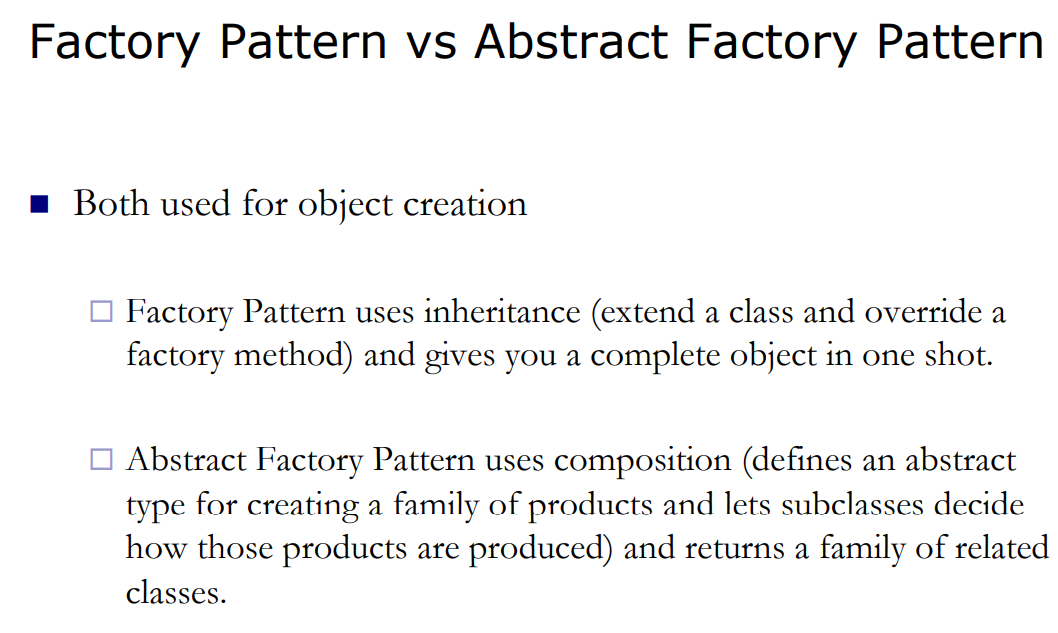 Factory Pattern vs Abstract Factory Pattern
Both used for object creation
Factory Pattern uses inheritance (extend a class and override a
factory method) and gives you a complete object in one shot.
Abstract Factory Pattern uses composition (defines an abstract
type for creating a family of products and lets subclasses decide
how those products are produced) and returns a family of related
classes.